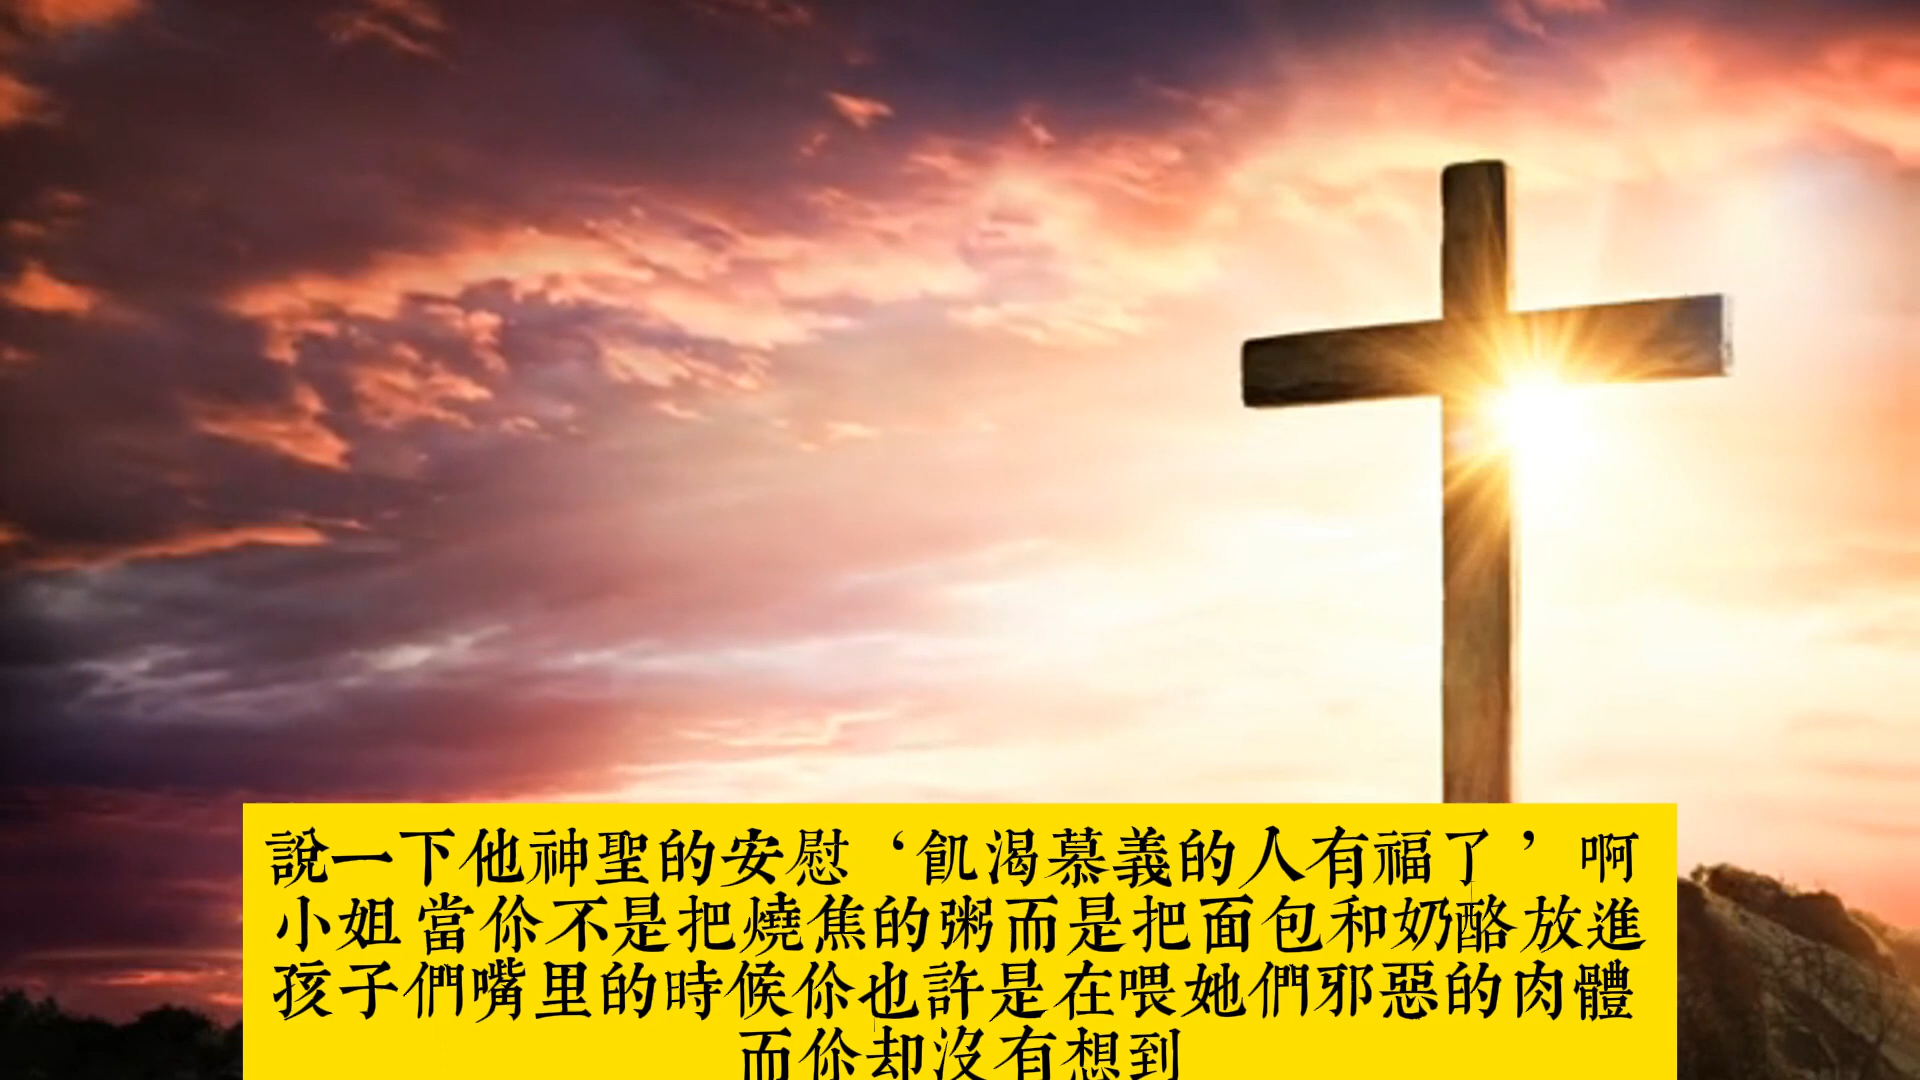 說一下他神聖的安慰‘飢渴慕義的人有福了’啊
小姐當你不是把燒焦的粥而是把面包和奶酪放進
孩子們嘴里的時候你也許是在喂她們邪惡的肉體
而你却沒有想到